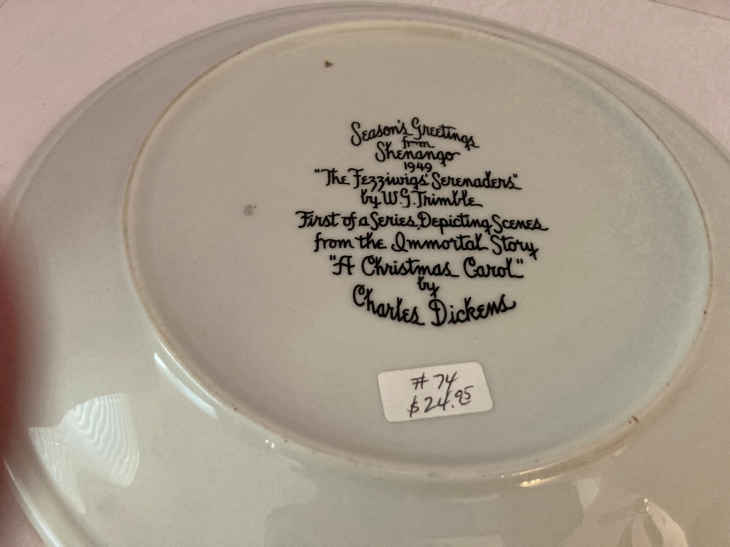 Season's Greetings
from
Shenango
1949
"The Fezziwigs' Serenaders"
by W.G. Trimble
First of a Series, Depicting Scenes
from the Immortal Story
"A Christmas Carol"
by
Charles Dickens
# 74
$24.95